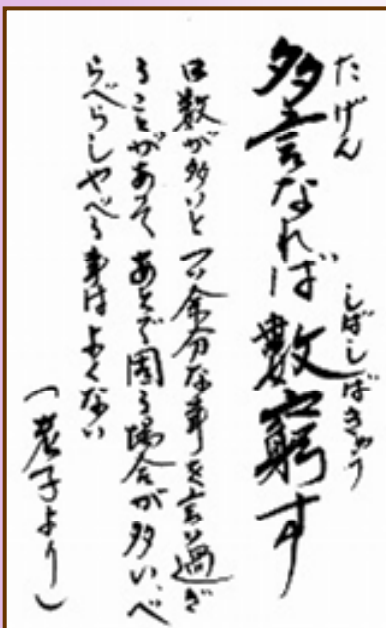 たげん
しばしばきゅう
多言なれば数窮す
口数が多いとつい余分な事を言い過ぎ
ることがあって あとで困る場合が多い、べ
らべらしゃべる事はよくない
(老子より)